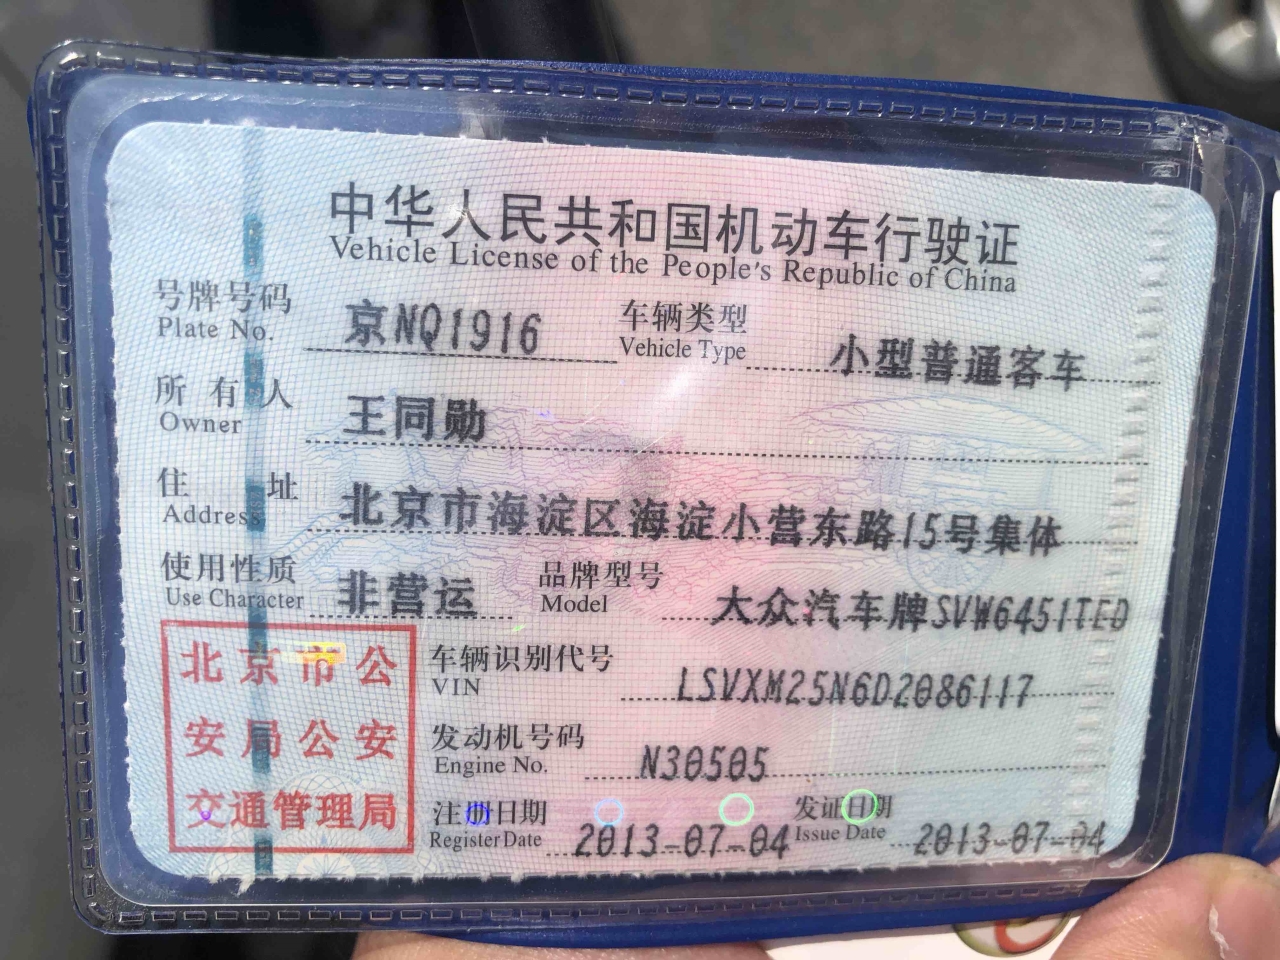 中华人民共和国机动车行驶证
Vehicle License of the People's Republic of China
号牌号码 京NQ1916 车辆类型 小型普通客车
Plate No. Vehicle Type
所有人 王同勋
Owner
住址 北京市海淀区海淀小营东路15号集体
Address
使用性质 非营运 品牌型号 大众汽车牌SVW6451TED
Use Character Model
北京市公 车辆识别代号 LSVXM25N6D2086117
VIN
安局公安 发动机号码 N30505
Engine No.
交通管理局 注册日期 2013-07-04 发证日期 2013-07-04
Register Date Issue Date